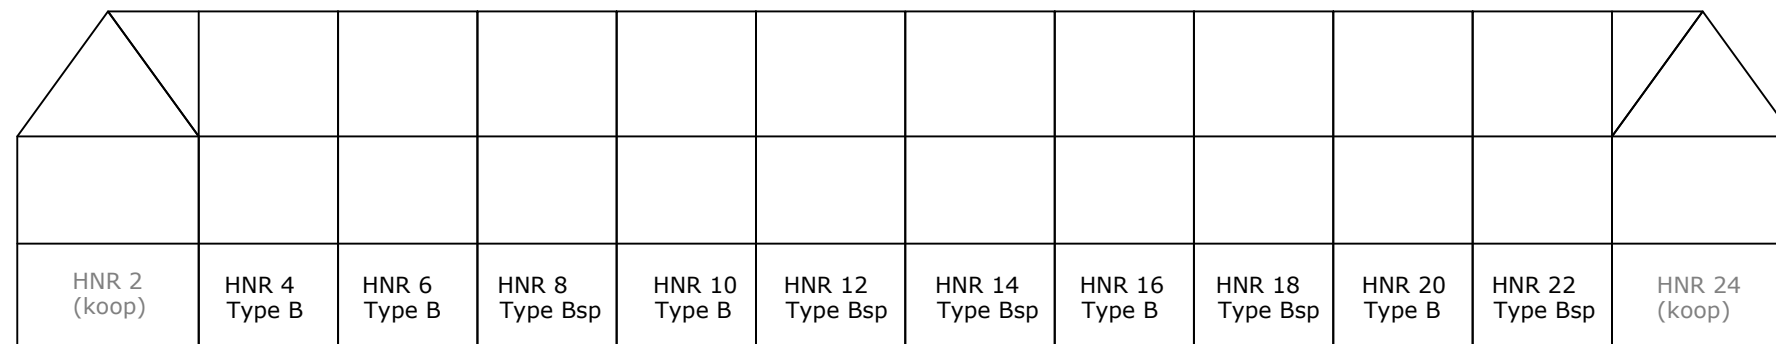 HNR 2
(koop)
HNR 4
Type B
HNR 6
Type B
HNR 8
Type Bsp
HNR 10
Type B
HNR 12
Type Bsp
HNR 14
Type Bsp
HNR 16
Type B
HNR 18
Type Bsp
HNR 20
Type B
HNR 22
Type Bsp
HNR 24
(koop)